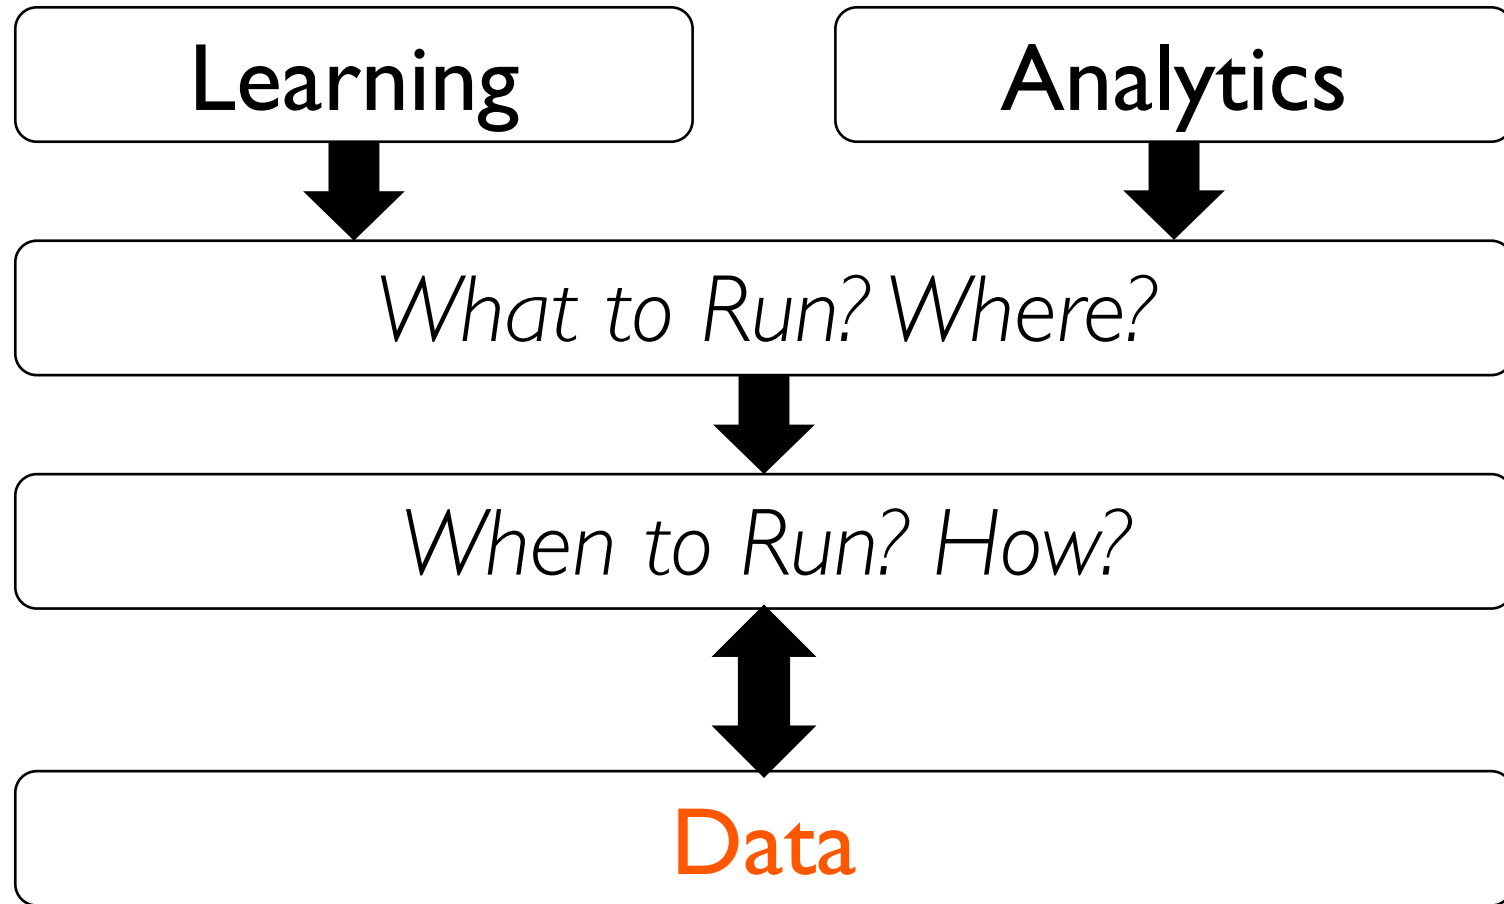 Learning
Analytics
What to Run? Where?
When to Run? How?
Data